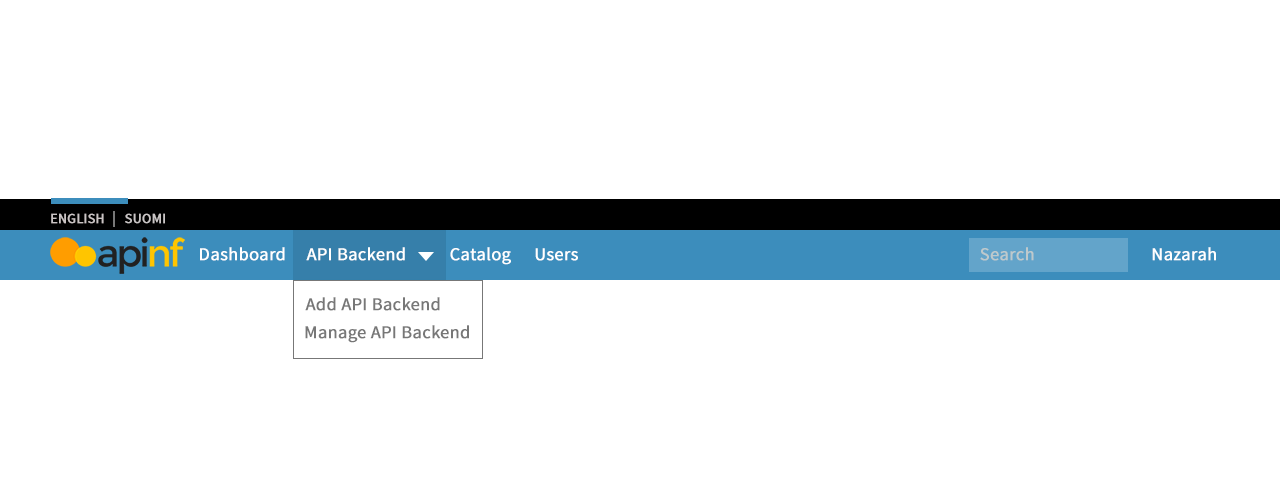 ENGLISH | SUOMI
apinf Dashboard API Backend Catalog Users Search Nazarah
Add API Backend
Manage API Backend